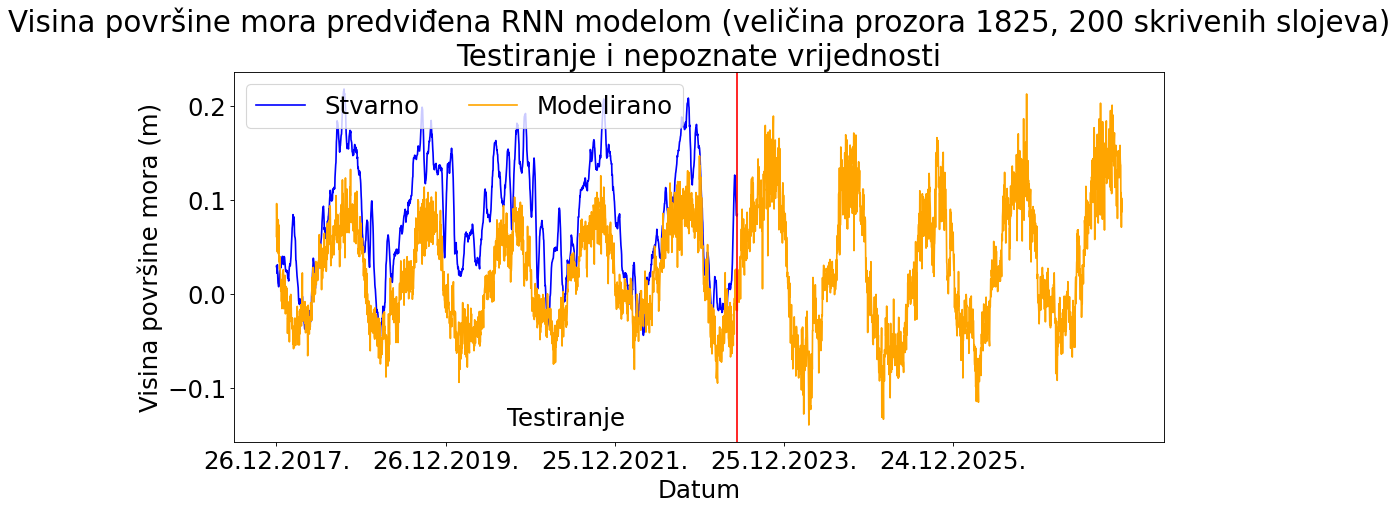 Visina površine mora predviđena RNN modelom (veličina prozora 1825, 200 skrivenih slojeva)
Testiranje i nepoznate vrijednosti
Stvarno
Modelirano
Visina površine mora (m)
0.2
0.1
0.0
−0.1
Testiranje
26.12.2017.
26.12.2019.
25.12.2021.
25.12.2023.
24.12.2025.
Datum